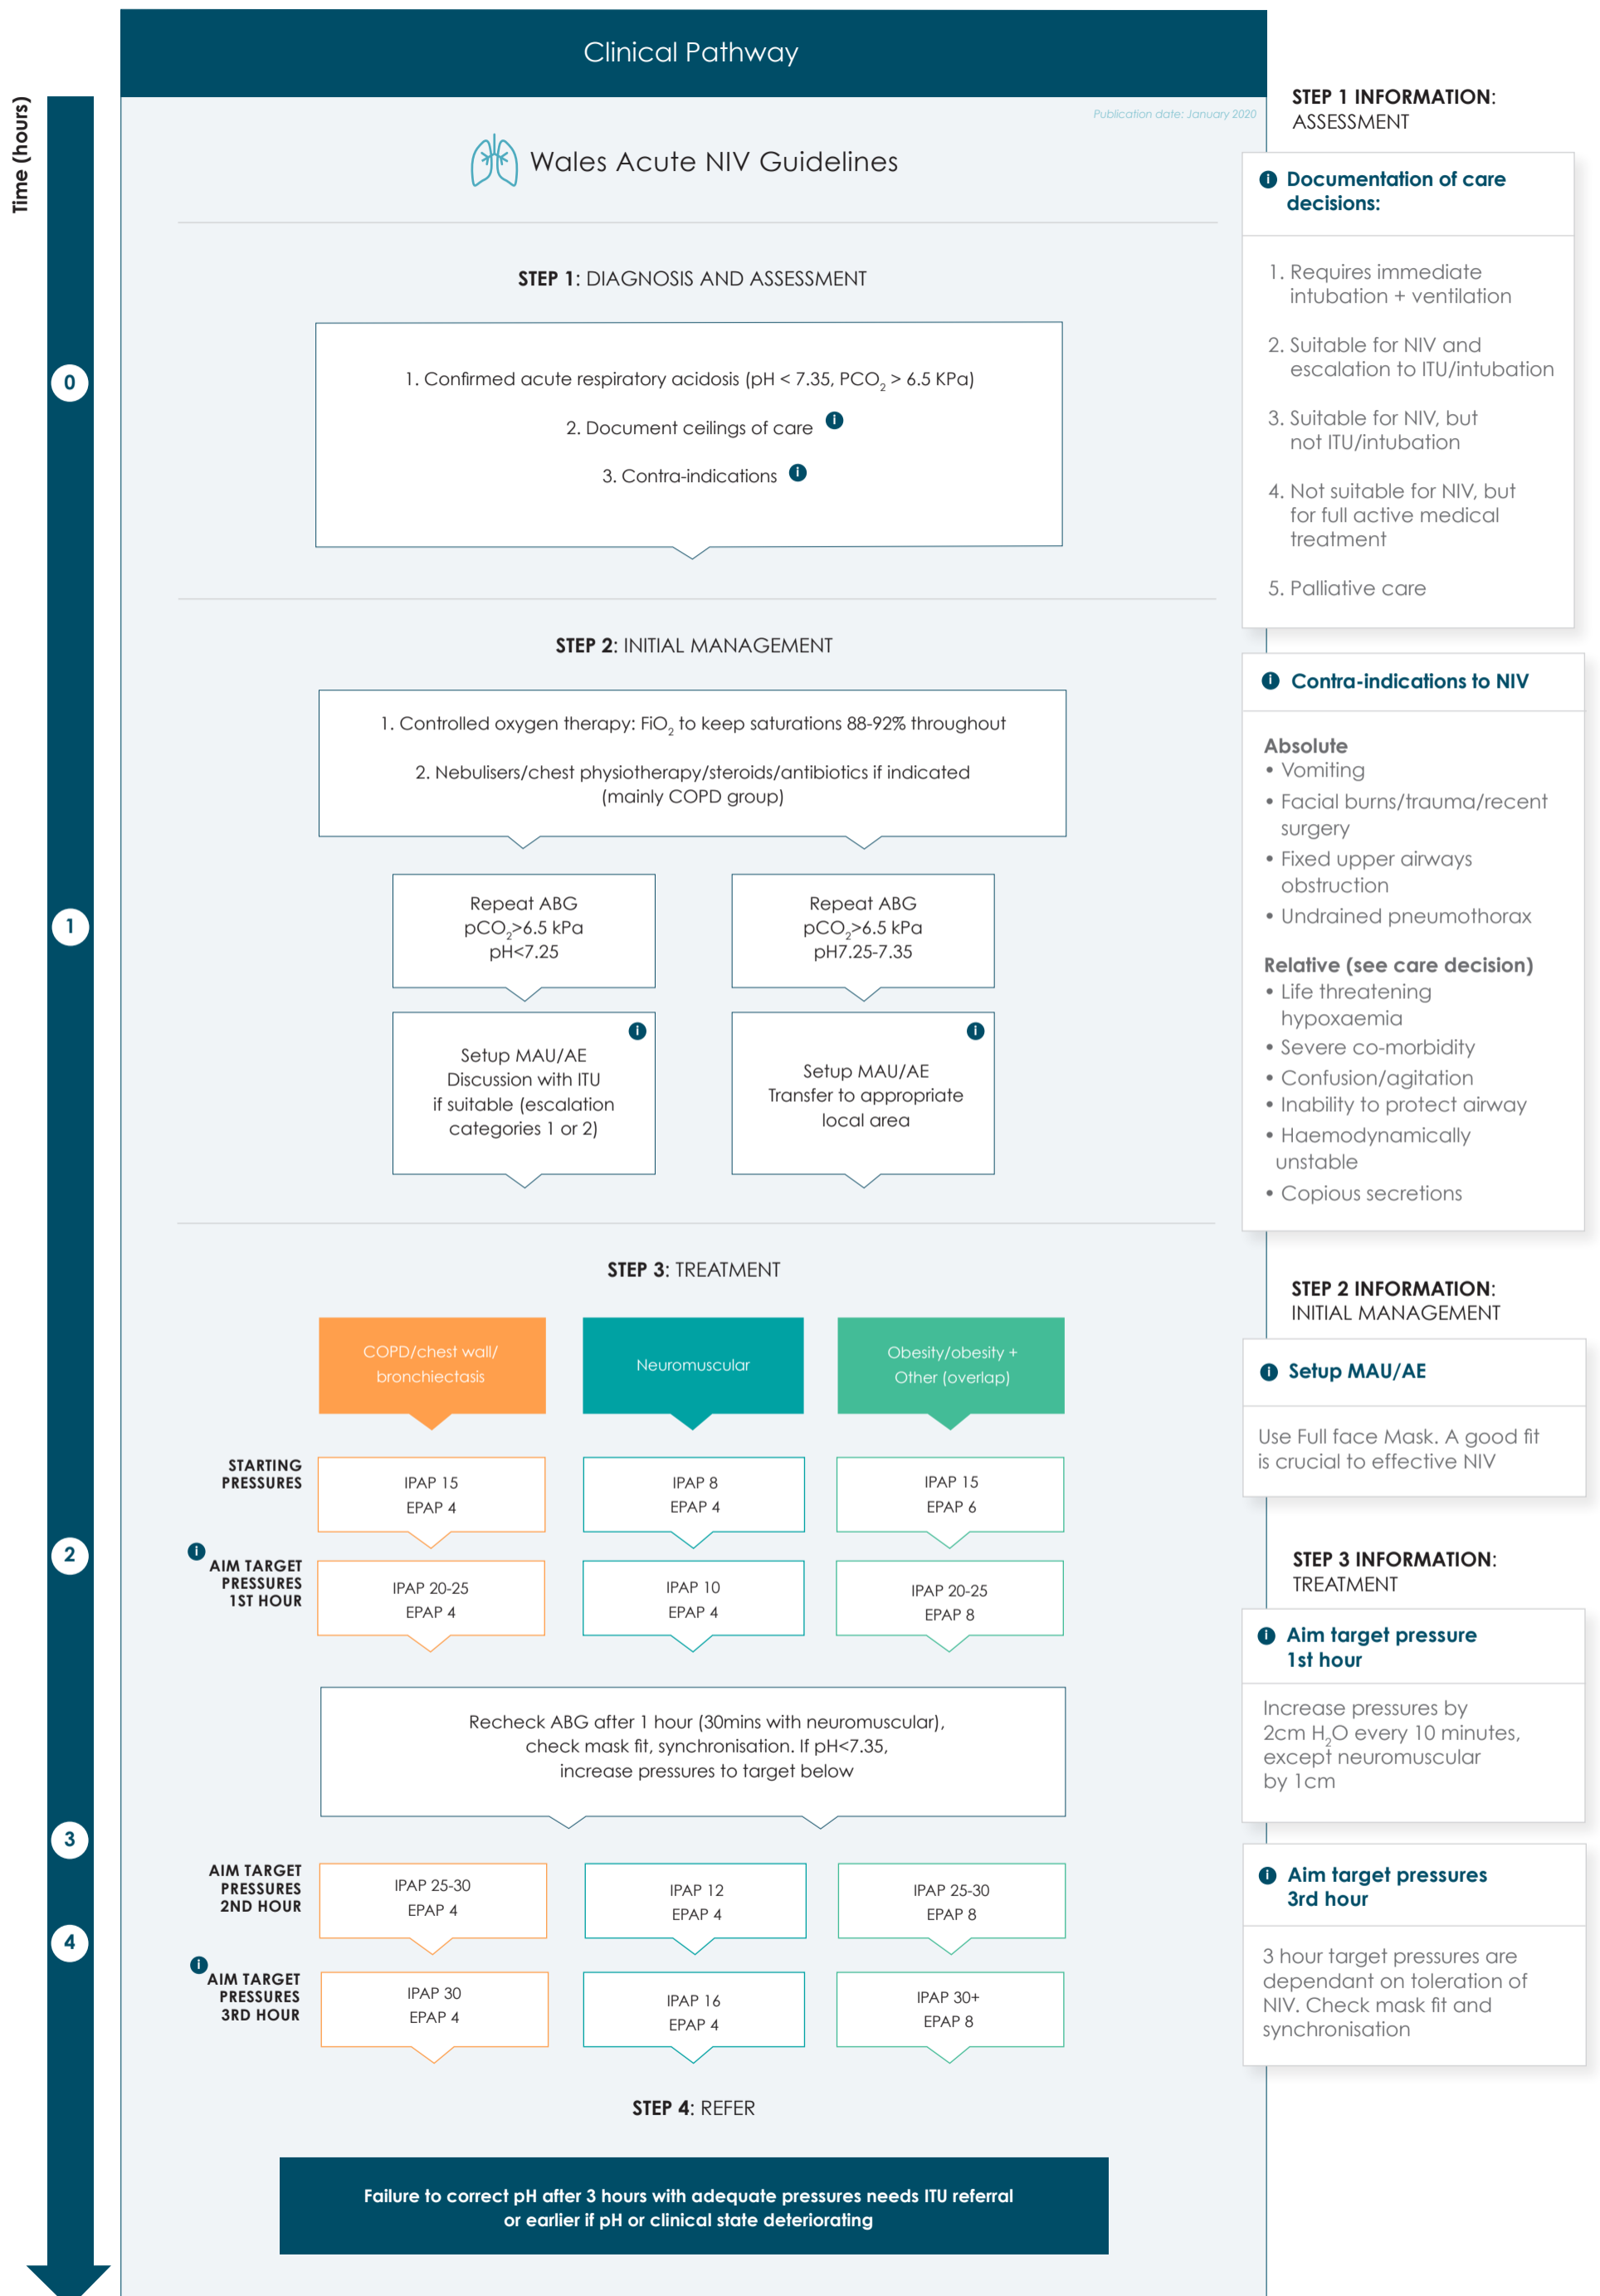 Clinical Pathway
Time (hours)
Publication date: January 2020
Wales Acute NIV Guidelines
STEP 1: DIAGNOSIS AND ASSESSMENT
0
1. Confirmed acute respiratory acidosis (pH < 7.35, PCO₂ > 6.5 KPa)
2. Document ceilings of care i
3. Contra-indications i
STEP 2: INITIAL MANAGEMENT
1. Controlled oxygen therapy: FiO₂ to keep saturations 88-92% throughout
2. Nebulisers/chest physiotherapy/steroids/antibiotics if indicated
(mainly COPD group)
1
Repeat ABG
pCO₂>6.5 kPa
pH<7.25
Repeat ABG
pCO₂>6.5 kPa
pH7.25-7.35
i
Setup MAU/AE
Discussion with ITU
if suitable (escalation
categories 1 or 2)
i
Setup MAU/AE
Transfer to appropriate
local area
STEP 3: TREATMENT
COPD/chest wall/
bronchiectasis
Neuromuscular
Obesity/obesity +
Other (overlap)
STARTING
PRESSURES
IPAP 15
EPAP 4
IPAP 8
EPAP 4
IPAP 15
EPAP 6
2
i
AIM TARGET
PRESSURES
1ST HOUR
IPAP 20-25
EPAP 4
IPAP 10
EPAP 4
IPAP 20-25
EPAP 8
Recheck ABG after 1 hour (30mins with neuromuscular),
check mask fit, synchronisation. If pH<7.35,
increase pressures to target below
3
AIM TARGET
PRESSURES
2ND HOUR
IPAP 25-30
EPAP 4
IPAP 12
EPAP 4
IPAP 25-30
EPAP 8
4
i
AIM TARGET
PRESSURES
3RD HOUR
IPAP 30
EPAP 4
IPAP 16
EPAP 4
IPAP 30+
EPAP 8
STEP 4: REFER
Failure to correct pH after 3 hours with adequate pressures needs ITU referral
or earlier if pH or clinical state deteriorating
STEP 1 INFORMATION:
ASSESSMENT
i Documentation of care
decisions:
1. Requires immediate
intubation + ventilation
2. Suitable for NIV and
escalation to ITU/intubation
3. Suitable for NIV, but
not ITU/intubation
4. Not suitable for NIV, but
for full active medical
treatment
5. Palliative care
i Contra-indications to NIV
Absolute
• Vomiting
• Facial burns/trauma/recent
surgery
• Fixed upper airways
obstruction
• Undrained pneumothorax
Relative (see care decision)
• Life threatening
hypoxaemia
• Severe co-morbidity
• Confusion/agitation
• Inability to protect airway
• Haemodynamically
unstable
• Copious secretions
STEP 2 INFORMATION:
INITIAL MANAGEMENT
i Setup MAU/AE
Use Full face Mask. A good fit
is crucial to effective NIV
STEP 3 INFORMATION:
TREATMENT
i Aim target pressure
1st hour
Increase pressures by
2cm H₂O every 10 minutes,
except neuromuscular
by 1cm
i Aim target pressures
3rd hour
3 hour target pressures are
dependant on toleration of
NIV. Check mask fit and
synchronisation